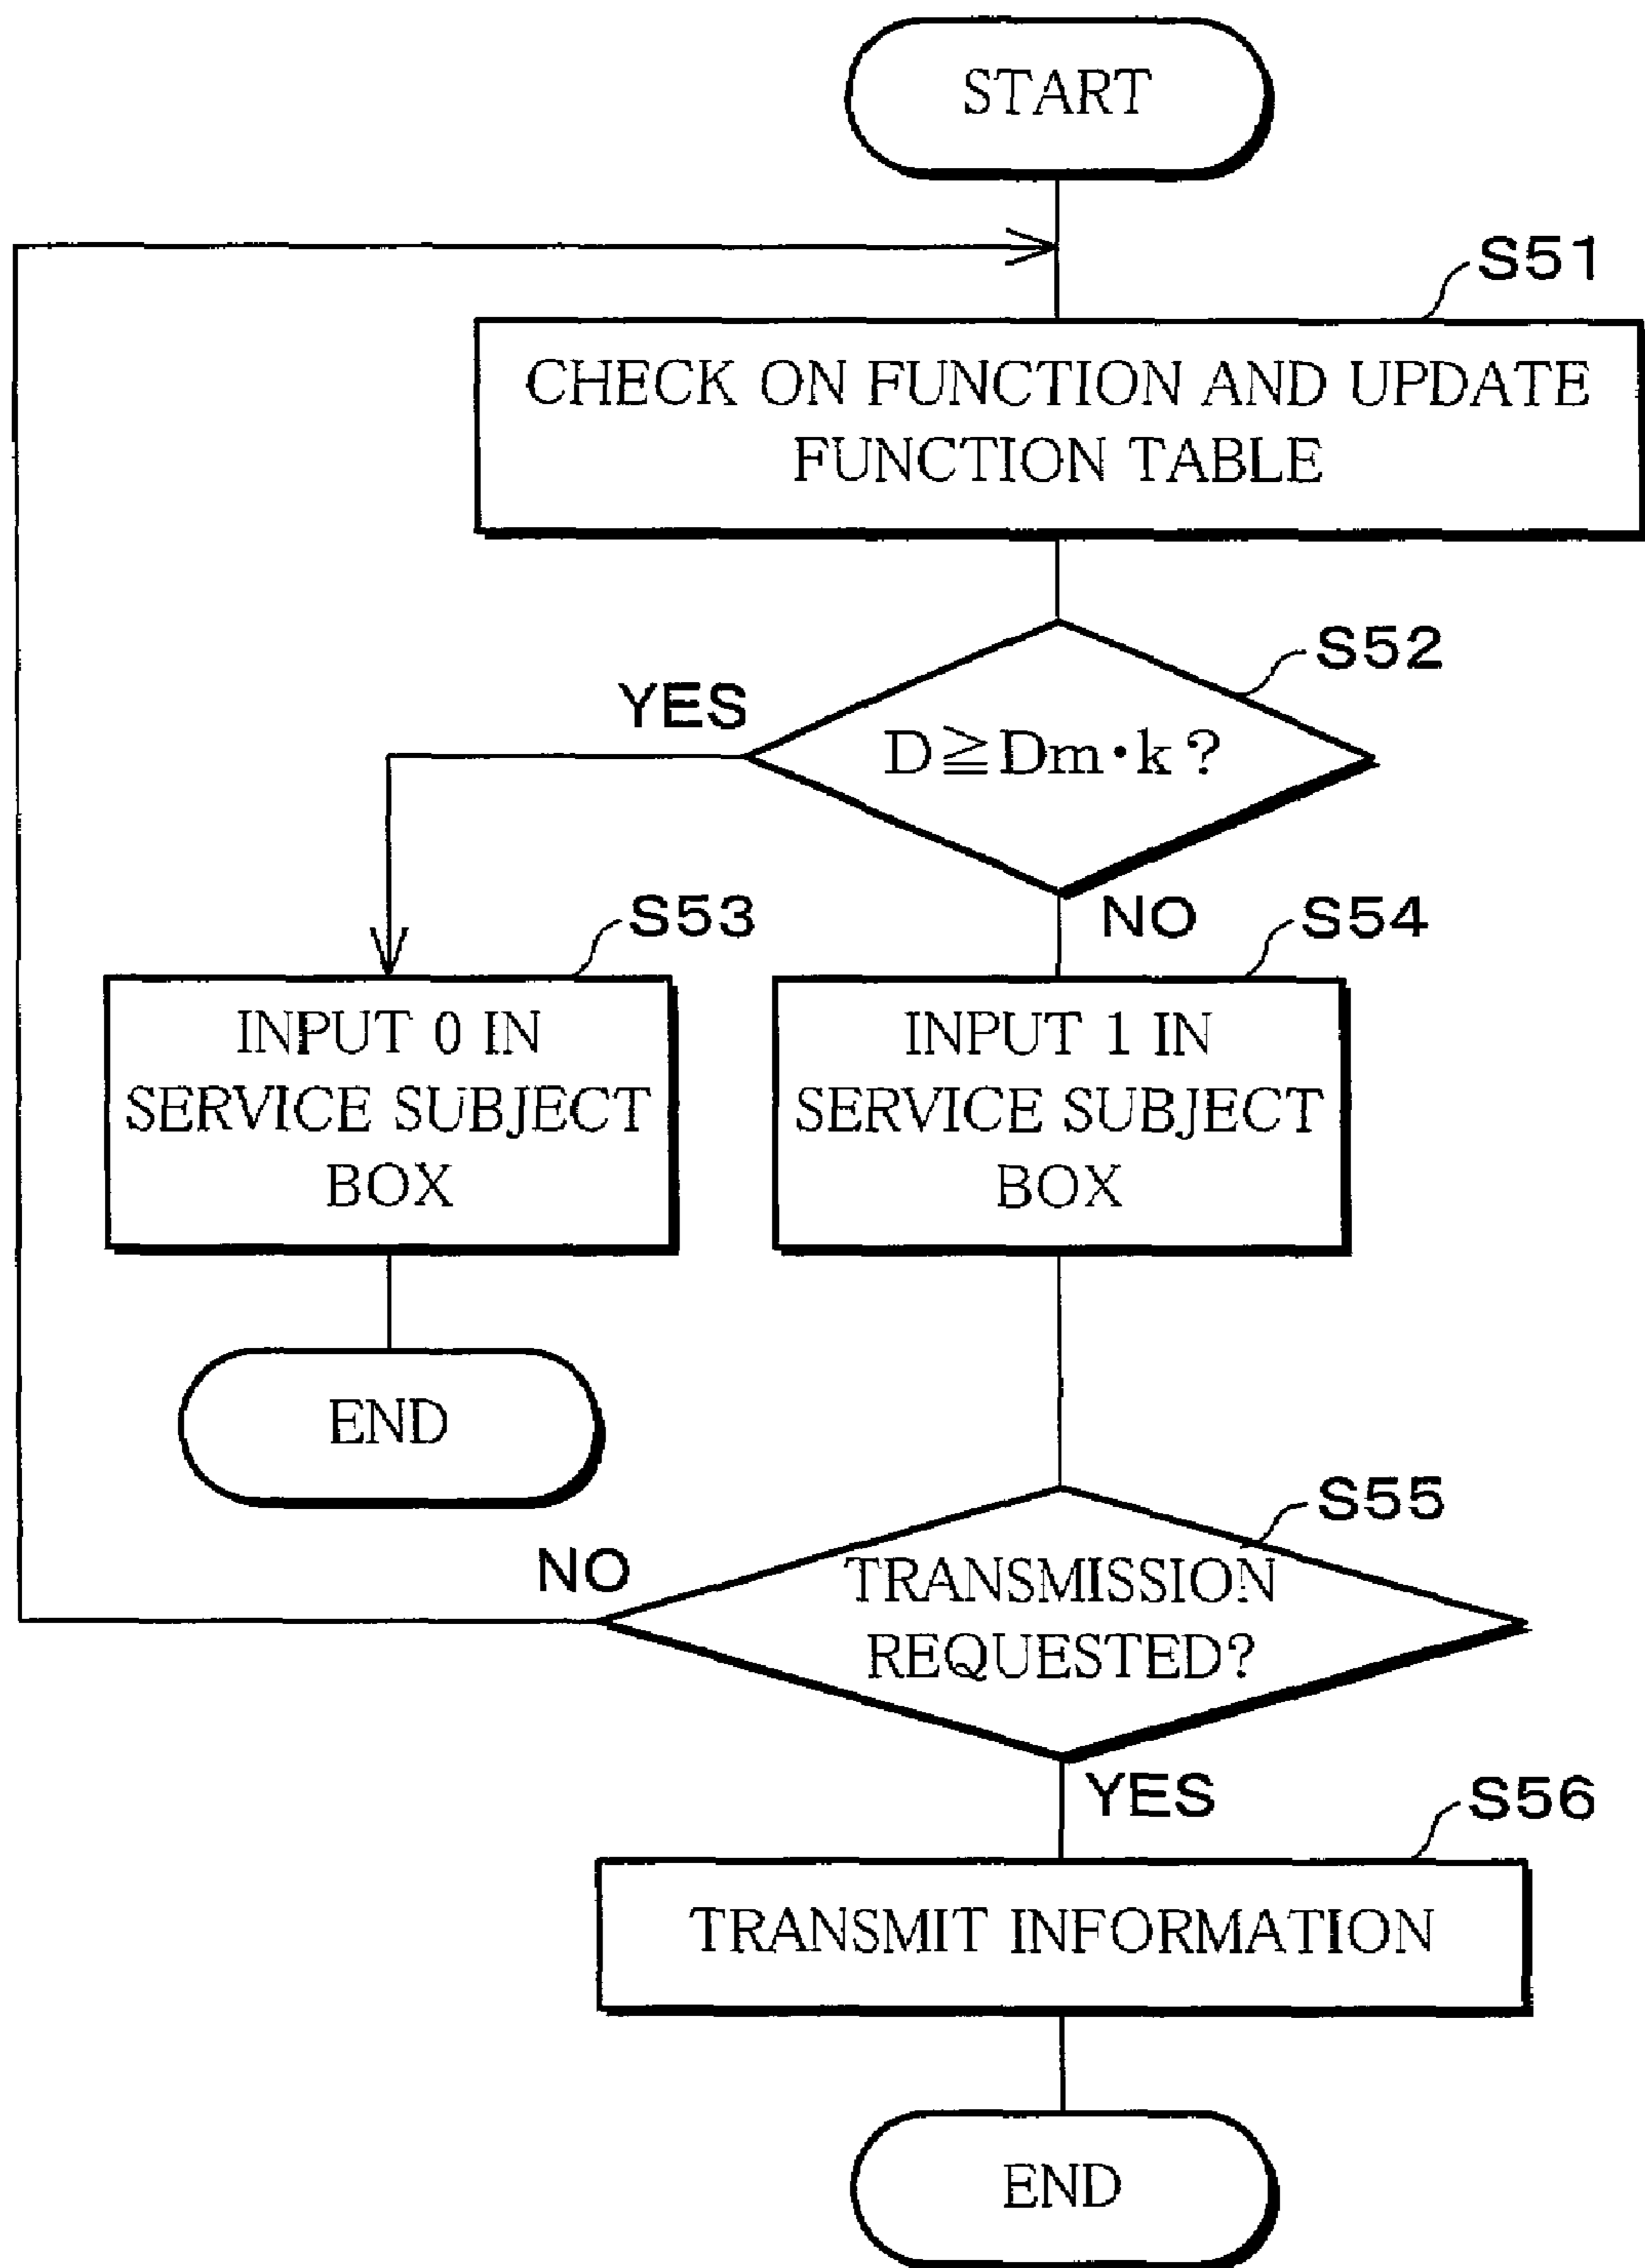 START
S51
CHECK ON FUNCTION AND UPDATE
FUNCTION TABLE
S52
YES
D≧Dm・k?
NO
S53
INPUT 0 IN
SERVICE SUBJECT
BOX
S54
INPUT 1 IN
SERVICE SUBJECT
BOX
END
S55
NO
TRANSMISSION
REQUESTED?
YES
S56
TRANSMIT INFORMATION
END